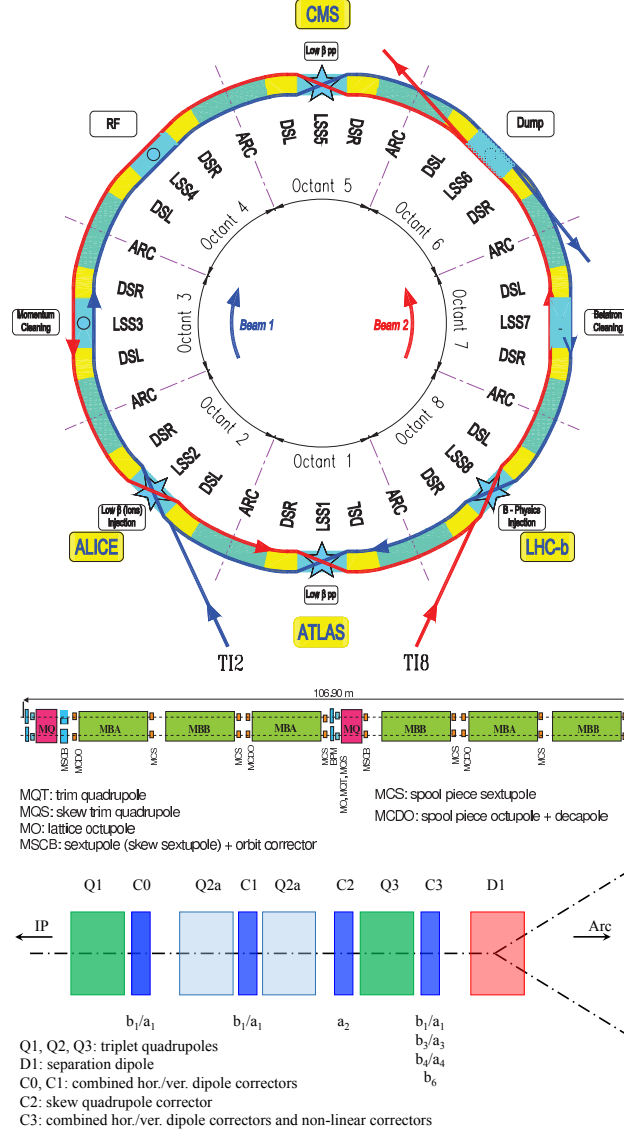 CMS
Low β pp
RF
Dump
ARC
DSL
LSS5
DSR
ARC
DSR
LSS4
DSL
DSL
LSS6
DSR
Octant 5
Octant 4
Octant 6
ARC
ARC
DSR
LSS3
DSL
Octant 3
Beam 1
Beam 2
Octant 7
DSL
LSS7
DSR
Momentum
Cleaning
Betatron
Cleaning
ARC
ARC
Octant 2
Octant 8
Octant 1
DSR
LSS2
DSL
DSL
LSS8
DSR
ARC
DSR
LSS1
DSL
ARC
Low β (Ions)
Injection
B - Physics
Injection
ALICE
LHC-b
Low β pp
ATLAS
TI2
TI8
106.90 m
MQ
MBA
MBB
MBA
MQ
MBB
MBA
MBB
MSCB
MCDO
MCS
MCS
MCDO
MCS
BPM
MO, MQT, MQS
MSCB
MCS
MCDO
MCS
MQT: trim quadrupole
MQS: skew trim quadrupole
MO: lattice octupole
MSCB: sextupole (skew sextupole) + orbit corrector
MCS: spool piece sextupole
MCDO: spool piece octupole + decapole
Q1 C0 Q2a C1 Q2a C2 Q3 C3 D1
IP
Arc
b₁/a₁ b₁/a₁ a₂ b₁/a₁
b₃/a₃
b₄/a₄
b₆
Q1, Q2, Q3: triplet quadrupoles
D1: separation dipole
C0, C1: combined hor./ver. dipole correctors
C2: skew quadrupole corrector
C3: combined hor./ver. dipole correctors and non-linear correctors